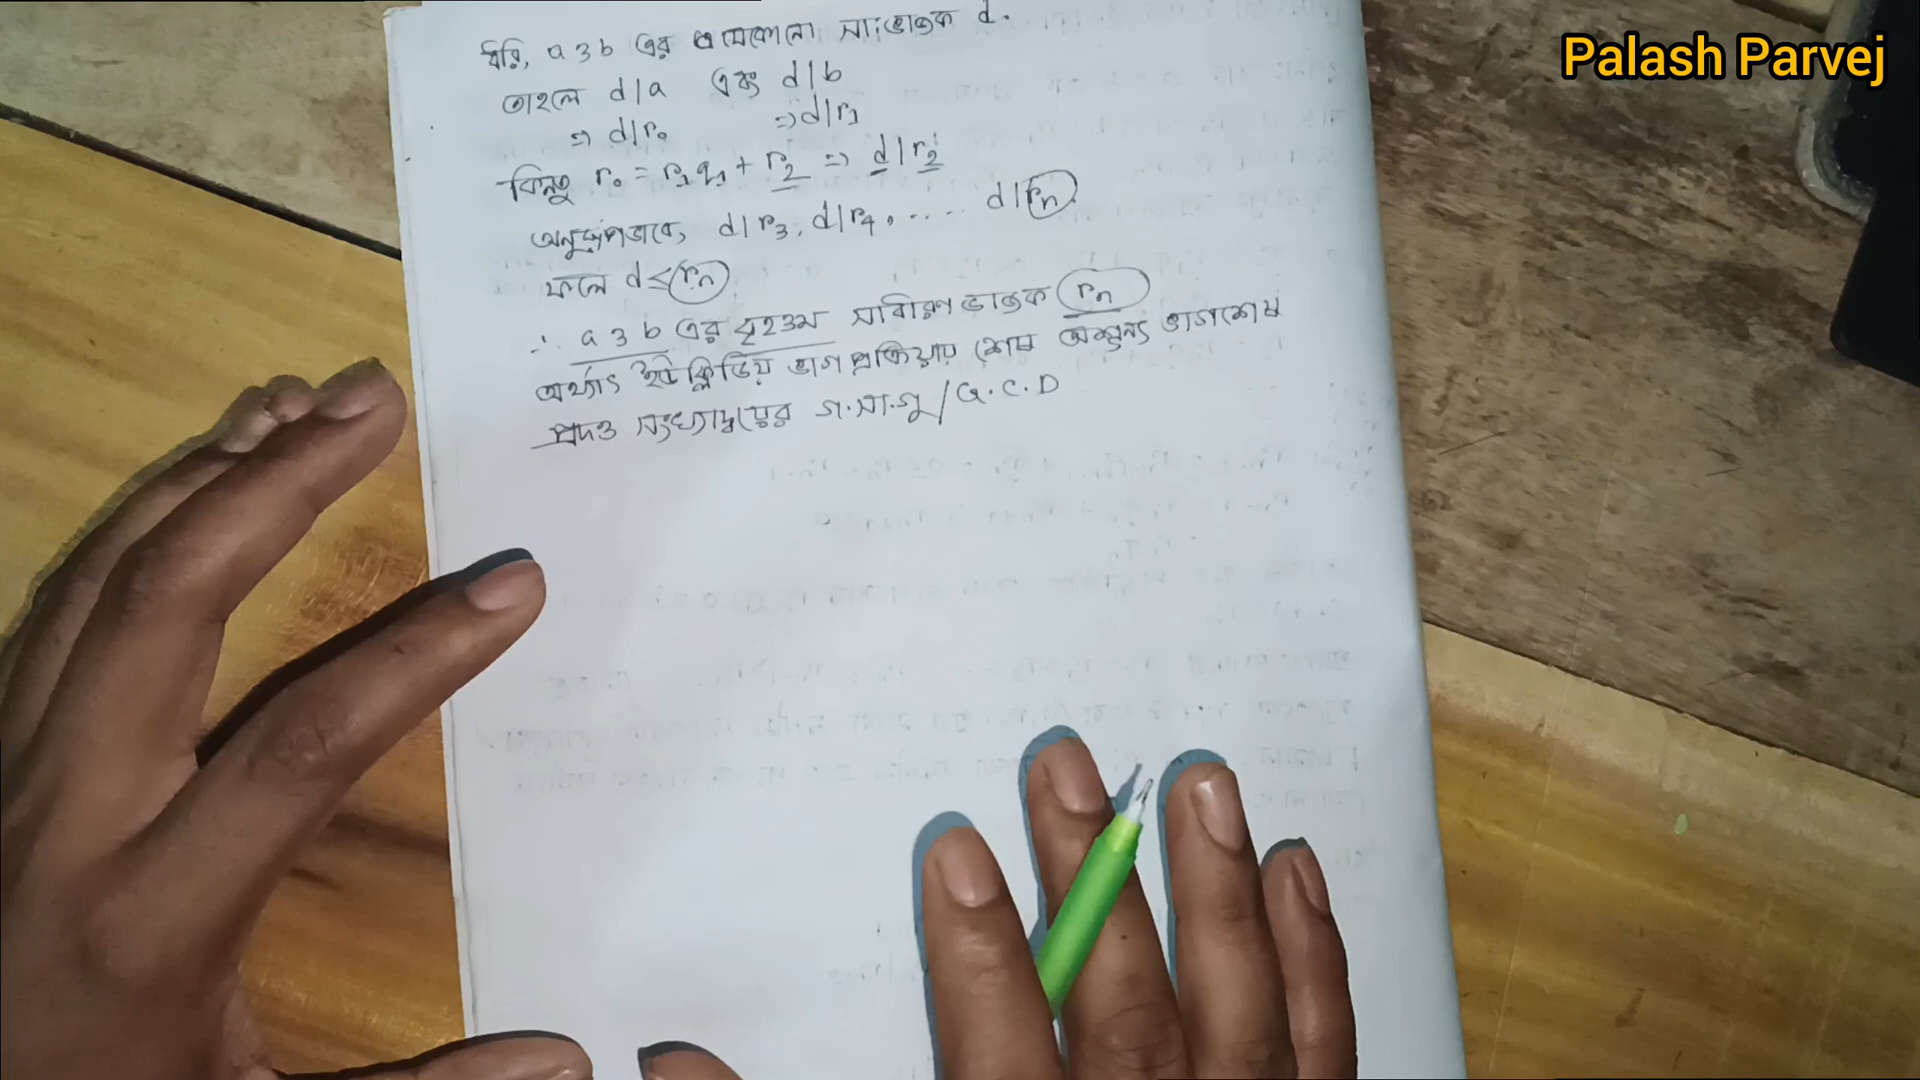 ধরি, a ও b এর যেকোনো সাঃভাজক d.
তাহলে d|a এবং d|b
⇒ d|r₀ ⇒ d|r₁
কিন্তু r₀ = r₁q₁ + r₂ ⇒ d|r₂
অনুরূপভাবে, d|r₃, d|r₄, .... d|rₙ
ফলে d ≤ rₙ
∴ a ও b এর বৃহত্তম সাধারণ ভাজক rₙ
অর্থাৎ ইউক্লিডিয় ভাগ প্রক্রিয়ায় শেষ অশূন্য ভাগশেষ
প্রদত্ত সংখ্যাদ্বয়ের গ.সা.গু/G.C.D
Palash Parvej